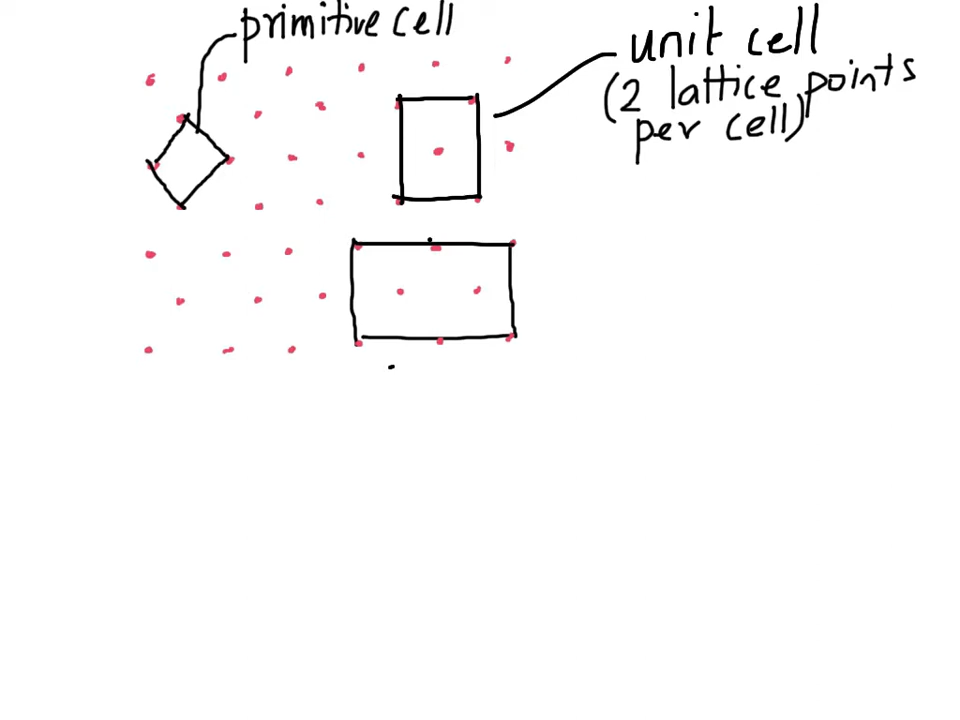 primitive cell
unit cell
(2 lattice points
per cell)